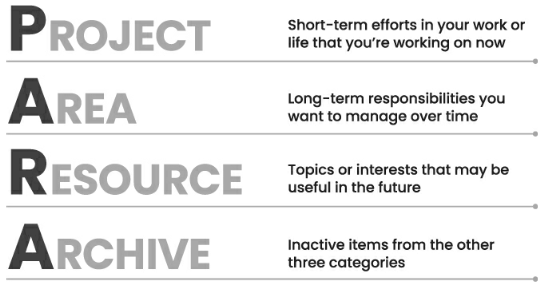 PROJECT
Short-term efforts in your work or
life that you're working on now
AREA
Long-term responsibilities you
want to manage over time
RESOURCE
Topics or interests that may be
useful in the future
ARCHIVE
Inactive items from the other
three categories